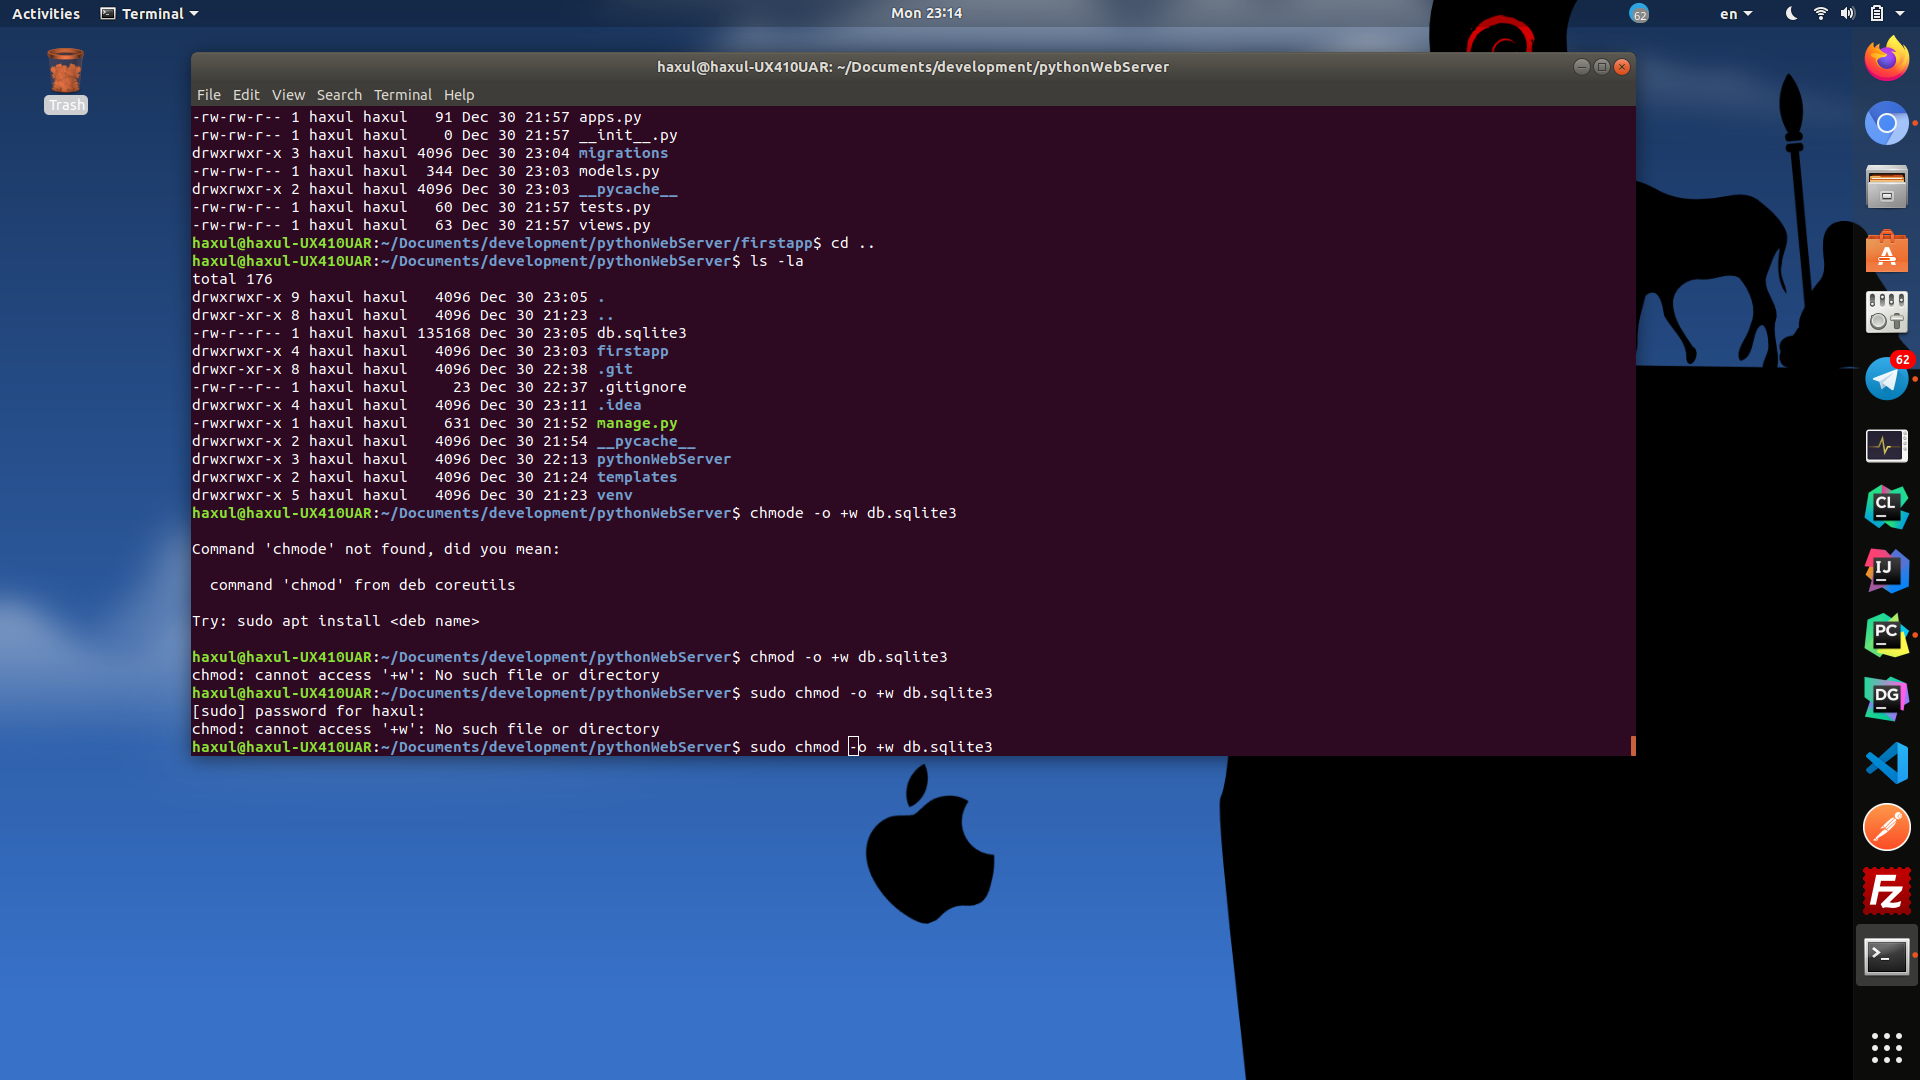 Activities Terminal Mon 23:14 62 en
Trash
haxul@haxul-UX410UAR: ~/Documents/development/pythonWebServer
File Edit View Search Terminal Help
-rw-rw-r-- 1 haxul haxul   91 Dec 30 21:57 apps.py
-rw-rw-r-- 1 haxul haxul    0 Dec 30 21:57 __init__.py
drwxrwxr-x 3 haxul haxul 4096 Dec 30 23:04 migrations
-rw-rw-r-- 1 haxul haxul  344 Dec 30 23:03 models.py
drwxrwxr-x 2 haxul haxul 4096 Dec 30 23:03 __pycache__
-rw-rw-r-- 1 haxul haxul   60 Dec 30 21:57 tests.py
-rw-rw-r-- 1 haxul haxul   63 Dec 30 21:57 views.py
haxul@haxul-UX410UAR:~/Documents/development/pythonWebServer/firstapp$ cd ..
haxul@haxul-UX410UAR:~/Documents/development/pythonWebServer$ ls -la
total 176
drwxrwxr-x 9 haxul haxul   4096 Dec 30 23:05 .
drwxr-xr-x 8 haxul haxul   4096 Dec 30 21:23 ..
-rw-r--r-- 1 haxul haxul 135168 Dec 30 23:05 db.sqlite3
drwxrwxr-x 4 haxul haxul   4096 Dec 30 23:03 firstapp
drwxr-xr-x 8 haxul haxul   4096 Dec 30 22:38 .git
-rw-r--r-- 1 haxul haxul     23 Dec 30 22:37 .gitignore
drwxrwxr-x 4 haxul haxul   4096 Dec 30 23:11 .idea
-rwxrwxr-x 1 haxul haxul    631 Dec 30 21:52 manage.py
drwxrwxr-x 2 haxul haxul   4096 Dec 30 21:54 __pycache__
drwxrwxr-x 3 haxul haxul   4096 Dec 30 22:13 pythonWebServer
drwxrwxr-x 2 haxul haxul   4096 Dec 30 21:24 templates
drwxrwxr-x 5 haxul haxul   4096 Dec 30 21:23 venv
haxul@haxul-UX410UAR:~/Documents/development/pythonWebServer$ chmode -o +w db.sqlite3
Command 'chmode' not found, did you mean:
command 'chmod' from deb coreutils
Try: sudo apt install <deb name>
haxul@haxul-UX410UAR:~/Documents/development/pythonWebServer$ chmod -o +w db.sqlite3
chmod: cannot access '+w': No such file or directory
haxul@haxul-UX410UAR:~/Documents/development/pythonWebServer$ sudo chmod -o +w db.sqlite3
[sudo] password for haxul:
chmod: cannot access '+w': No such file or directory
haxul@haxul-UX410UAR:~/Documents/development/pythonWebServer$ sudo chmod -o +w db.sqlite3
62
CL
IJ
PC
DG
Fz